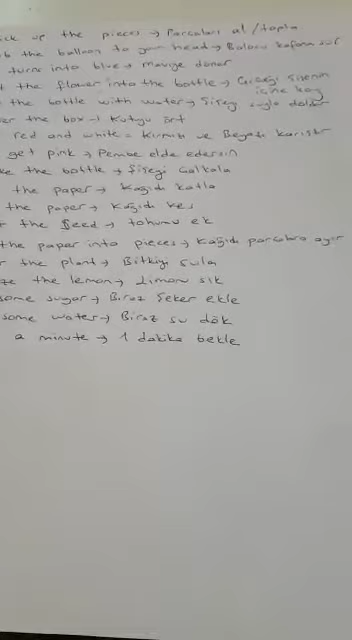 up the pieces → Parçaları al / topla
the balloon to your head → Balonu kafana sür
turns into blue → maviye döner
the flower into the bottle → Çiçeği şişenin içine koy
the bottle with water → Şişeyi suyla doldur
the box → Kutuyu ört
red and white = Kırmızı ve Beyazı karıştır
get pink → Pembe elde edersin
the bottle → Şişeyi Çalkala
the paper → Kağıdı katla
the paper → Kağıdı kes
the seed → tohumu ek
the paper into pieces → Kağıdı parçalara ayır
the plant → Bitkiyi sula
the lemon → Limonu sık
some sugar → Biraz Şeker ekle
some water → Biraz su dök
a minute → 1 dakika bekle